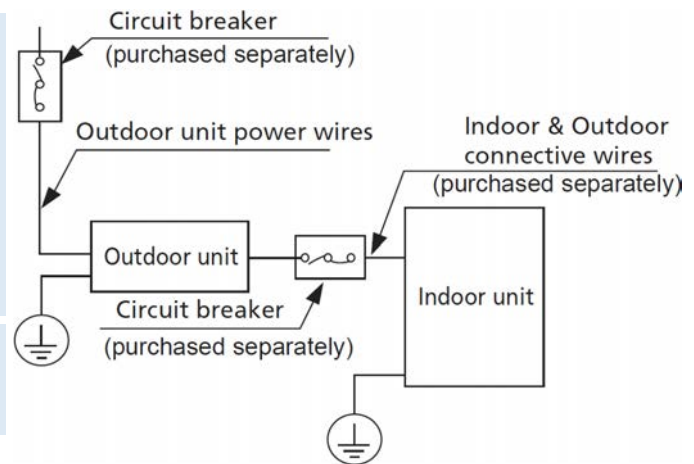 Circuit breaker
(purchased separately)
Outdoor unit power wires
Indoor & Outdoor
connective wires
(purchased separately)
Outdoor unit
Indoor unit
Circuit breaker
(purchased separately)